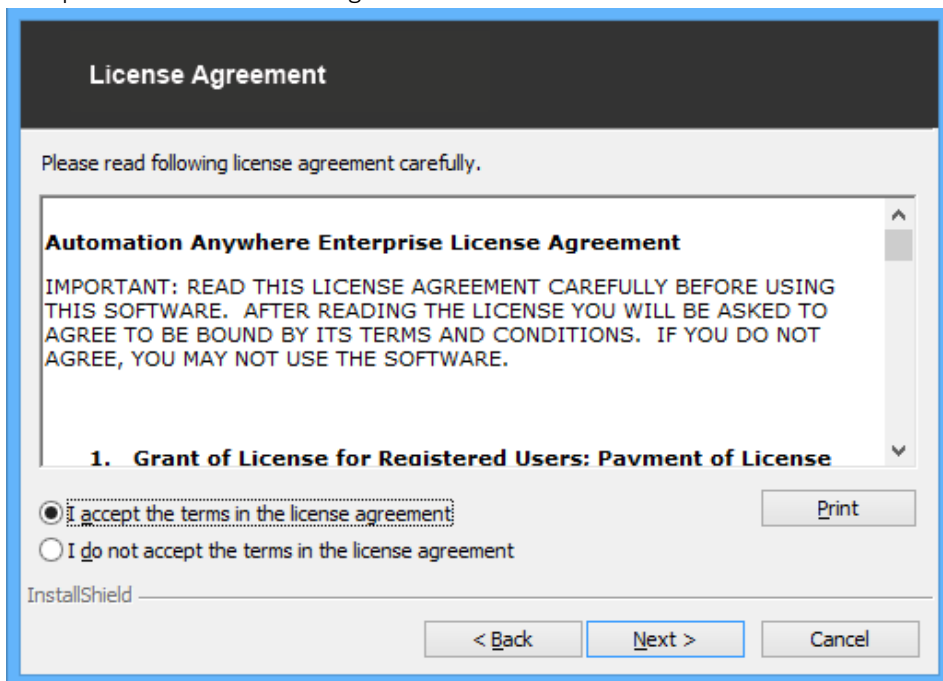 License Agreement
Please read following license agreement carefully.
Automation Anywhere Enterprise License Agreement
IMPORTANT: READ THIS LICENSE AGREEMENT CAREFULLY BEFORE USING
THIS SOFTWARE.  AFTER READING THE LICENSE YOU WILL BE ASKED TO
AGREE TO BE BOUND BY ITS TERMS AND CONDITIONS.  IF YOU DO NOT
AGREE, YOU MAY NOT USE THE SOFTWARE.
1. Grant of License for Registered Users; Payment of License
I accept the terms in the license agreement
Print
I do not accept the terms in the license agreement
InstallShield
< Back
Next >
Cancel